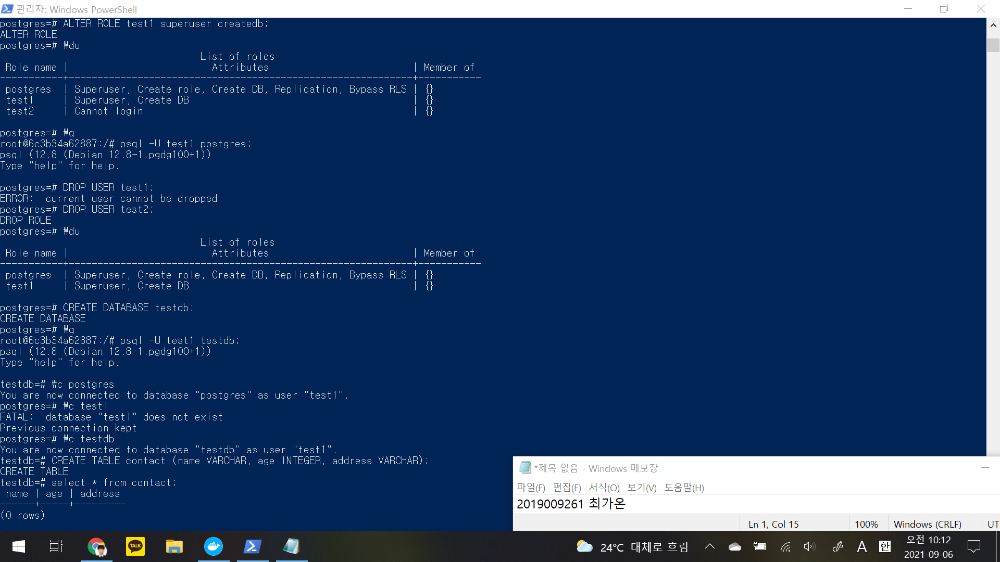 관리자: Windows PowerShell
postgres=# ALTER ROLE test1 superuser createdb;
ALTER ROLE
postgres=# ₩du
List of roles
Role name | Attributes | Member of
-----------+------------------------------------------------------------+-----------
postgres | Superuser, Create role, Create DB, Replication, Bypass RLS | {}
test1 | Superuser, Create DB | {}
test2 | Cannot login | {}
postgres=# ₩q
root@6c3b34a62887:/# psql -U test1 postgres;
psql (12.8 (Debian 12.8-1.pgdg100+1))
Type "help" for help.
postgres=# DROP USER test1;
ERROR:  current user cannot be dropped
postgres=# DROP USER test2;
DROP ROLE
postgres=# ₩du
List of roles
Role name | Attributes | Member of
-----------+------------------------------------------------------------+-----------
postgres | Superuser, Create role, Create DB, Replication, Bypass RLS | {}
test1 | Superuser, Create DB | {}
postgres=# CREATE DATABASE testdb;
CREATE DATABASE
postgres=# ₩q
root@6c3b34a62887:/# psql -U test1 testdb;
psql (12.8 (Debian 12.8-1.pgdg100+1))
Type "help" for help.
testdb=# ₩c postgres
You are now connected to database "postgres" as user "test1".
postgres=# ₩c test1
FATAL:  database "test1" does not exist
Previous connection kept
postgres=# ₩c testdb
You are now connected to database "testdb" as user "test1".
testdb=# CREATE TABLE contact (name VARCHAR, age INTEGER, address VARCHAR);
CREATE TABLE
testdb=# select * from contact;
name | age | address
------+-----+---------
(0 rows)
*제목 없음 - Windows 메모장
파일(F) 편집(E) 서식(O) 보기(V) 도움말(H)
2019009261 최가온
Ln 1, Col 15 100% Windows (CRLF) UT
TALK
24℃ 대체로 흐림
A 한
오전 10:12
2021-09-06